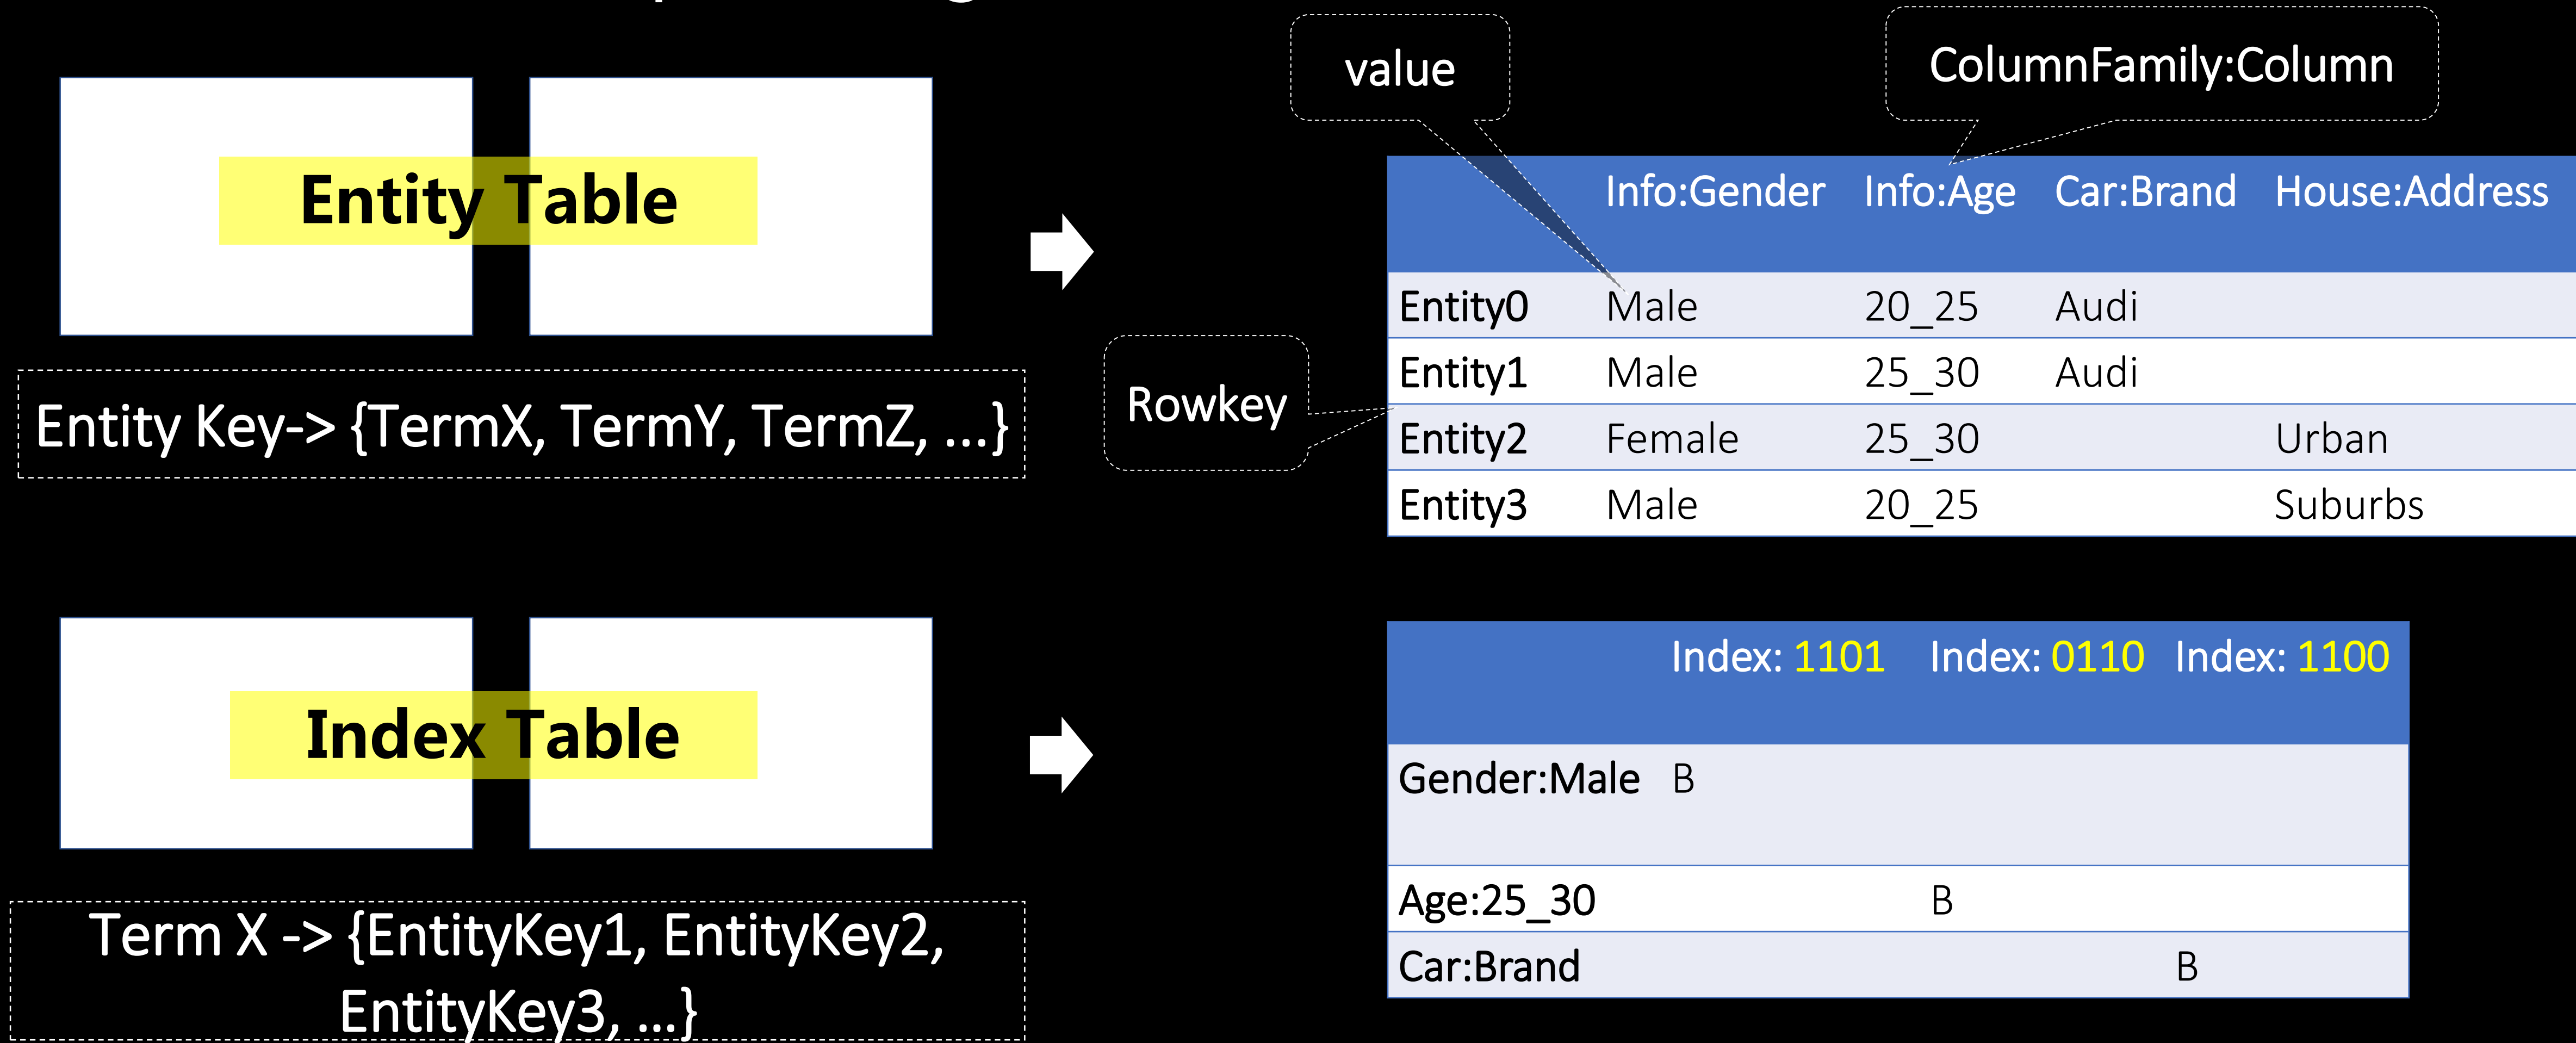 value
ColumnFamily:Column
Entity Table
Info:Gender Info:Age Car:Brand House:Address
Entity0 Male 20_25 Audi
Entity1 Male 25_30 Audi
Entity2 Female 25_30 Urban
Entity3 Male 20_25 Suburbs
Rowkey
Entity Key-> {TermX, TermY, TermZ, ...}
Index Table
Index: 1101 Index: 0110 Index: 1100
Gender:Male B
Age:25_30 B
Car:Brand B
Term X -> {EntityKey1, EntityKey2,
EntityKey3, ...}